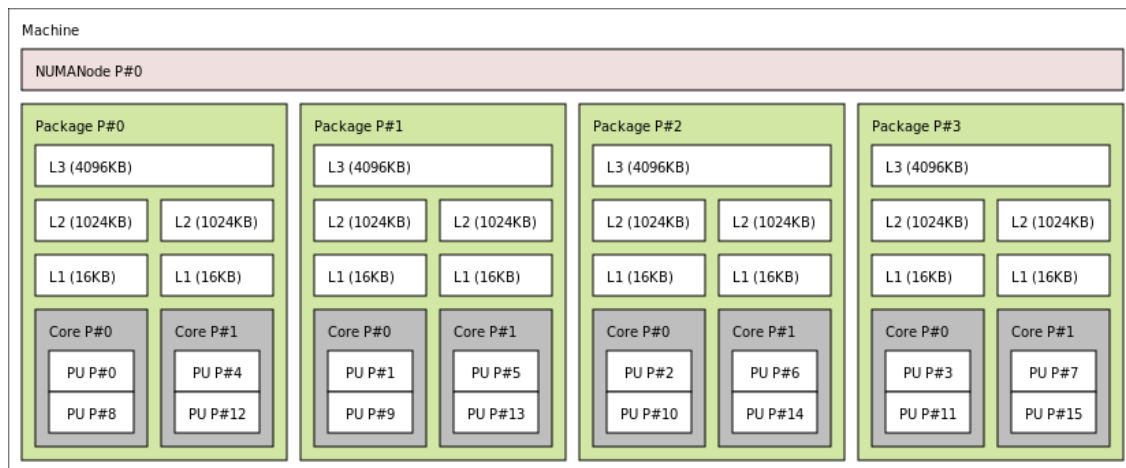 Machine
NUMANode P#0
Package P#0 Package P#1 Package P#2 Package P#3
L3 (4096KB) L3 (4096KB) L3 (4096KB) L3 (4096KB)
L2 (1024KB) L2 (1024KB) L2 (1024KB) L2 (1024KB) L2 (1024KB) L2 (1024KB) L2 (1024KB) L2 (1024KB)
L1 (16KB) L1 (16KB) L1 (16KB) L1 (16KB) L1 (16KB) L1 (16KB) L1 (16KB) L1 (16KB)
Core P#0 Core P#1 Core P#0 Core P#1 Core P#0 Core P#1 Core P#0 Core P#1
PU P#0 PU P#4 PU P#1 PU P#5 PU P#2 PU P#6 PU P#3 PU P#7
PU P#8 PU P#12 PU P#9 PU P#13 PU P#10 PU P#14 PU P#11 PU P#15